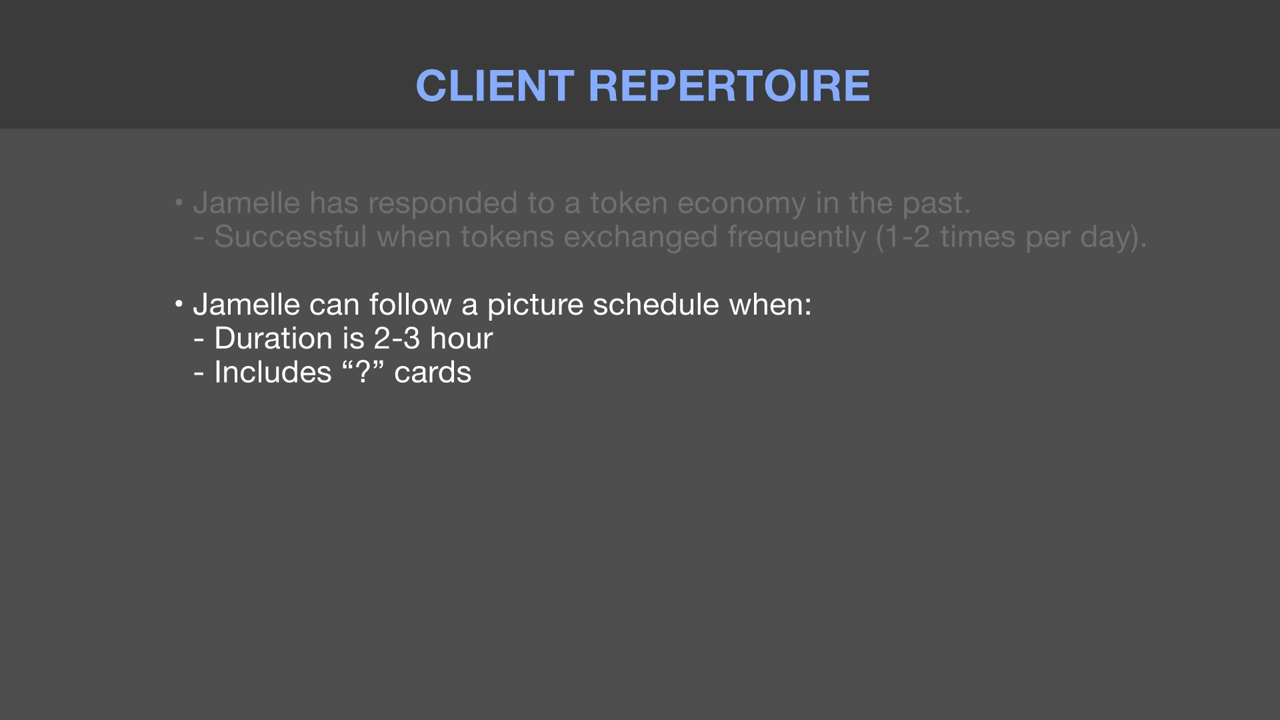 CLIENT REPERTOIRE
• Jamelle has responded to a token economy in the past.
- Successful when tokens exchanged frequently (1-2 times per day).
• Jamelle can follow a picture schedule when:
- Duration is 2-3 hour
- Includes “?” cards